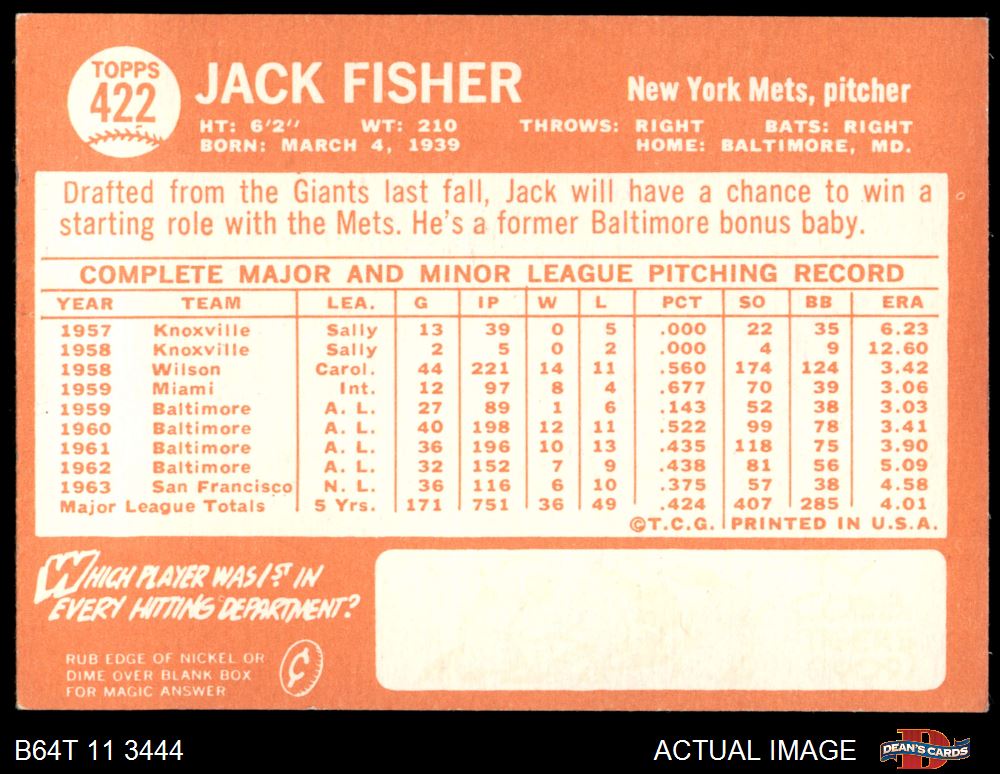 TOPPS
422
JACK FISHER
New York Mets, pitcher
HT: 6'2" WT: 210 THROWS: RIGHT BATS: RIGHT
BORN: MARCH 4, 1939 HOME: BALTIMORE, MD.
Drafted from the Giants last fall, Jack will have a chance to win a
starting role with the Mets. He's a former Baltimore bonus baby.
COMPLETE MAJOR AND MINOR LEAGUE PITCHING RECORD
YEAR TEAM LEA. G IP W L PCT SO BB ERA
1957 Knoxville Sally 13 39 0 5 .000 22 35 6.23
1958 Knoxville Sally 2 5 0 2 .000 4 9 12.60
1958 Wilson Carol. 44 221 14 11 .560 174 124 3.42
1959 Miami Int. 12 97 8 4 .677 70 39 3.06
1959 Baltimore A. L. 27 89 1 6 .143 52 38 3.03
1960 Baltimore A. L. 40 198 12 11 .522 99 78 3.41
1961 Baltimore A. L. 36 196 10 13 .435 118 75 3.90
1962 Baltimore A. L. 32 152 7 9 .438 81 56 5.09
1963 San Francisco N. L. 36 116 6 10 .375 57 38 4.58
Major League Totals 5 Yrs. 171 751 36 49 .424 407 285 4.01
©T.C.G. PRINTED IN U.S.A.
WHICH PLAYER WAS 1ST IN
EVERY HITTING DEPARTMENT?
RUB EDGE OF NICKEL OR
DIME OVER BLANK BOX
FOR MAGIC ANSWER
¢
B64T 11 3444
ACTUAL IMAGE
D
DEAN'S CARDS